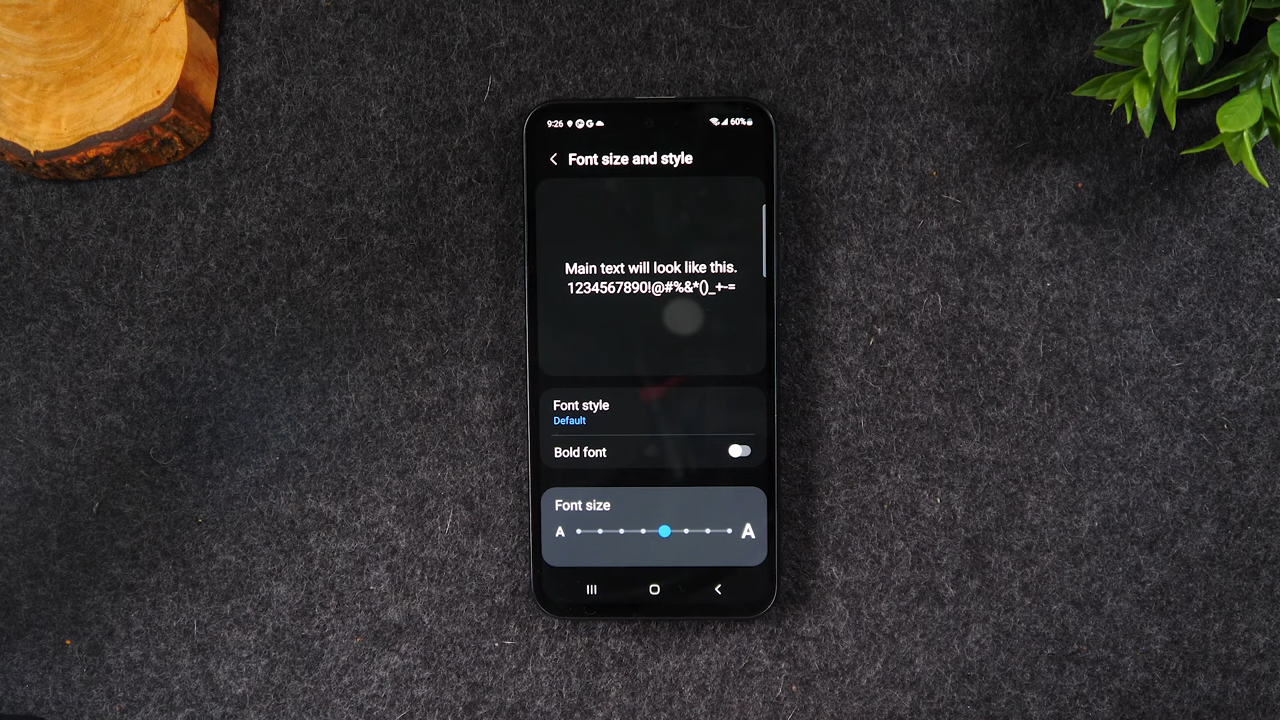 9:26
60%
Font size and style
Main text will look like this.
1234567890!@#%&*()_+-=
Font style
Default
Bold font
Font size
A A